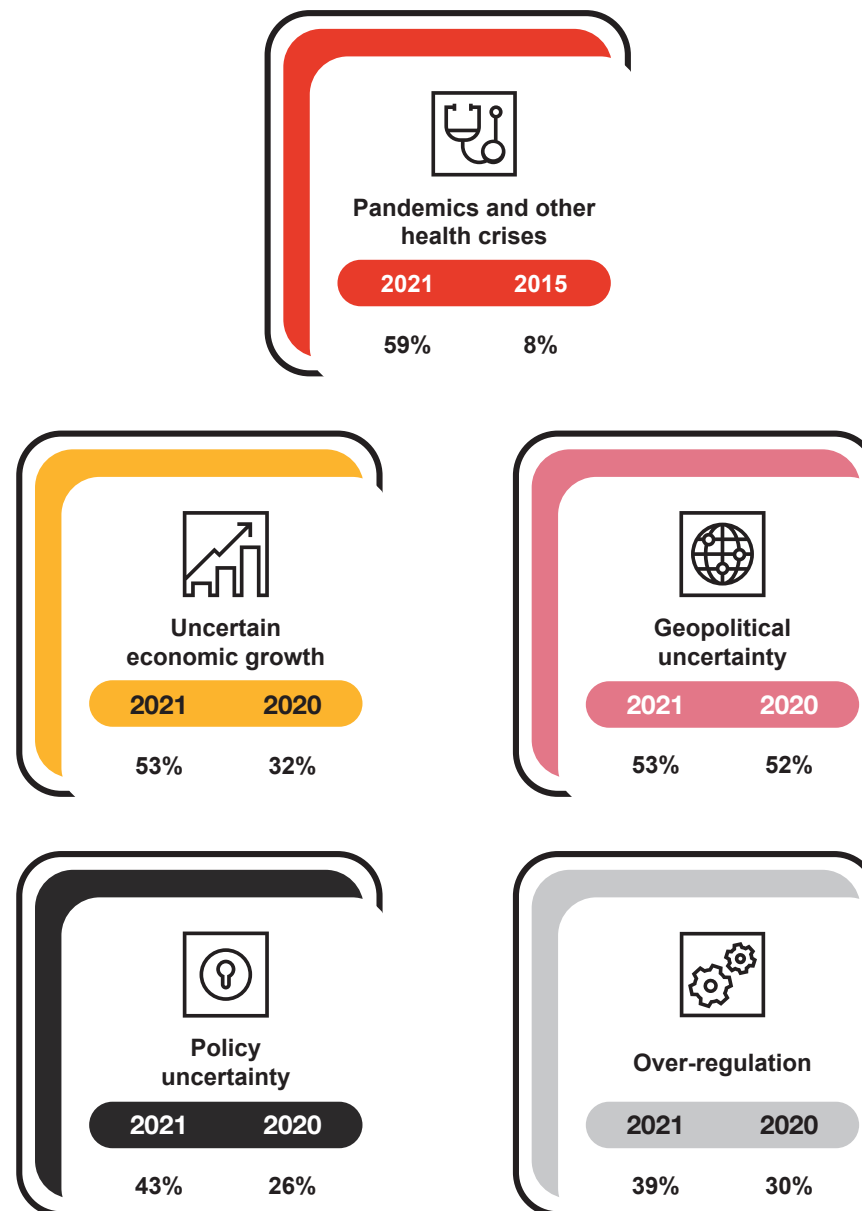 Pandemics and other
health crises
2021 2015
59% 8%
Uncertain
economic growth
2021 2020
53% 32%
Geopolitical
uncertainty
2021 2020
53% 52%
Policy
uncertainty
2021 2020
43% 26%
Over-regulation
2021 2020
39% 30%